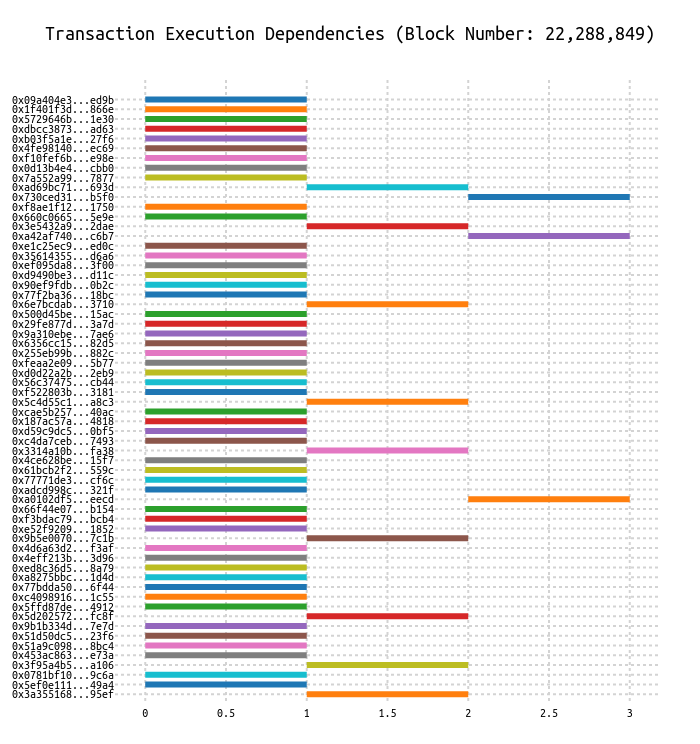 Transaction Execution Dependencies (Block Number: 22,288,849)
0x09a404e3...ed9b
0x1f401f3d...866e
0x5729646b...1e30
0xdbcc3873...ad63
0xb03f5a1e...27f6
0x4fe98140...ec69
0xf10fef6b...e98e
0x0d13b4e4...cbb0
0x7a552a99...7877
0xad69bc71...693d
0x730ced31...b5f0
0xf8ae1f12...1750
0x660c0665...5e9e
0x3e5432a9...2dae
0xa42af740...c6b7
0xe1c25ec9...ed0c
0x35614355...d6a6
0xef095da8...3f00
0xd9490be3...d11c
0x90ef9fdb...0b2c
0x77f2ba36...18bc
0x6e7bcdab...3710
0x500d45be...15ac
0x29fe877d...3a7d
0x9a310ebe...7ae6
0x6356cc15...82d5
0x255eb99b...882c
0xfeaa2e09...5b77
0xd0d22a2b...2eb9
0x56c37475...cb44
0xf522803b...3181
0x5c4d55c1...a8c3
0xcae5b257...40ac
0x187ac57a...4818
0xd59c9dc5...0bf5
0xc4da7ceb...7493
0x3314a10b...fa38
0x4ce628be...15f7
0x61bcb2f2...559c
0x77771de3...cf6c
0xadcd998c...321f
0xa0102df5...eecd
0x66f44e07...b154
0xf3bdac79...bcb4
0xe52f9209...1852
0x9b5e0070...7c1b
0x4d6a63d2...f3af
0x4eff213b...3d96
0xed8c36d5...8a79
0xa8275bbc...1d4d
0x77bdda50...6f44
0xc4098916...1c55
0x5ffd87de...4912
0x5d202572...fc8f
0x9b1b334d...7e7d
0x51d50dc5...23f6
0x51a9c098...8bc4
0x453ac863...e73a
0x3f95a4b5...a106
0x0781bf10...9c6a
0x5ef0e111...49a4
0x3a355168...95ef
0 0.5 1 1.5 2 2.5 3